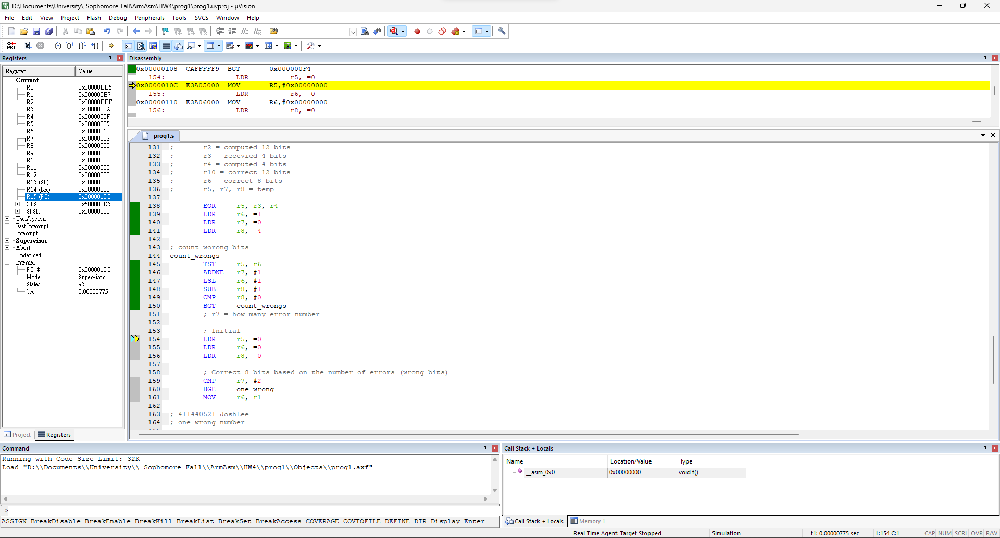 D:\Documents\University\_Sophomore_Fall\ArmAsm\HW4\prog1\prog1.uvproj - µVision
File Edit View Project Flash Debug Peripherals Tools SVCS Window Help
Registers
Register Value
Current
R0 0x00000BB6
R1 0x000000B7
R2 0x00000BBF
R3 0x0000000A
R4 0x0000000F
R5 0x00000005
R6 0x00000010
R7 0x00000002
R8 0x00000000
R9 0x00000000
R10 0x00000000
R11 0x00000000
R12 0x00000000
R13 (SP) 0x00000000
R14 (LR) 0x00000000
R15 (PC) 0x0000010C
CPSR 0x600000D3
SPSR 0x00000000
User/System
Fast Interrupt
Interrupt
Supervisor
Abort
Undefined
Internal
PC $ 0x0000010C
Mode Supervisor
States 93
Sec 0.00000775
Project Registers
Disassembly
0x00000108 CAFFFFF9 BGT 0x000000F4
154: LDR r5, =0
0x0000010C E3A05000 MOV R5,#0x00000000
155: LDR r6, =0
0x00000110 E3A06000 MOV R6,#0x00000000
156: LDR r8, =0
prog1.s
131 ; r2 = computed 12 bits
132 ; r3 = recevied 4 bits
133 ; r4 = computed 4 bits
134 ; r10 = correct 12 bits
135 ; r6 = correct 8 bits
136 ; r5, r7, r8 = temp
137
138 EOR r5, r3, r4
139 LDR r6, =1
140 LDR r7, =0
141 LDR r8, =4
142
143 ; count worong bits
144 count_wrongs
145 TST r5, r6
146 ADDNE r7, #1
147 LSL r6, #1
148 SUB r8, #1
149 CMP r8, #0
150 BGT count_wrongs
151 ; r7 = how many error number
152
153 ; Initial
154 LDR r5, =0
155 LDR r6, =0
156 LDR r8, =0
157
158 ; Correct 8 bits based on the number of errors (wrong bits)
159 CMP r7, #2
160 BGE one_wrong
161 MOV r6, r1
162
163 ; 411440521 JoshLee
164 ; one wrong number
Command
Running with Code Size Limit: 32K
Load "D:\\Documents\\University\\_Sophomore_Fall\\ArmAsm\\HW4\\prog1\\Objects\\prog1.axf"
>
ASSIGN BreakDisable BreakEnable BreakKill BreakList BreakSet BreakAccess COVERAGE COVTOFILE DEFINE DIR Display Enter
Call Stack + Locals
Name Location/Value Type
__asm_0x0 0x00000000 void f()
Call Stack + Locals Memory 1
Real-Time Agent: Target Stopped Simulation t1: 0.00000775 sec L:154 C:1 CAP NUM SCRL OVR R/W